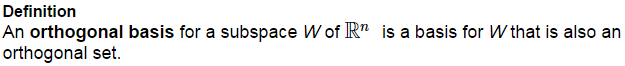 Definition
An orthogonal basis for a subspace W of ℝⁿ is a basis for W that is also an
orthogonal set.